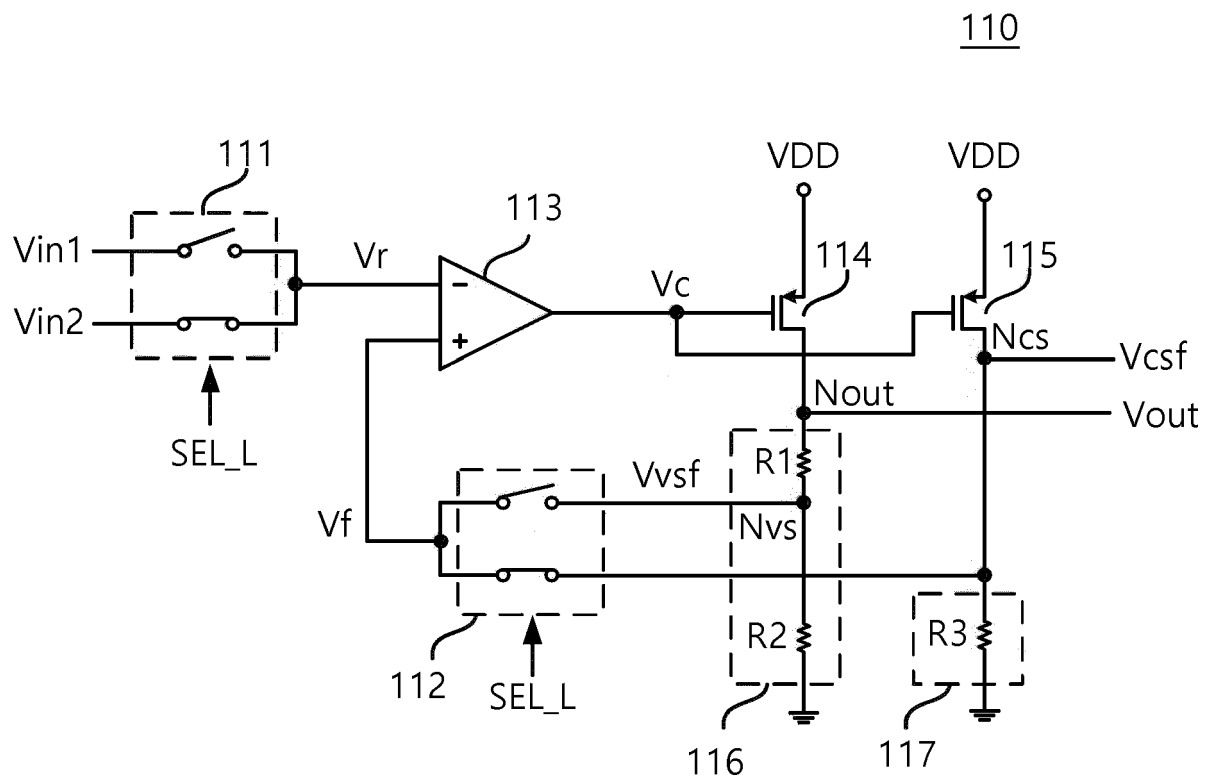 110
111
VDD
VDD
113
Vin1
Vr
114
115
Vc
Vin2
Ncs
Vcsf
Nout
Vout
SEL_L
R1
Vvsf
Vf
Nvs
R2
R3
112
SEL_L
116
117